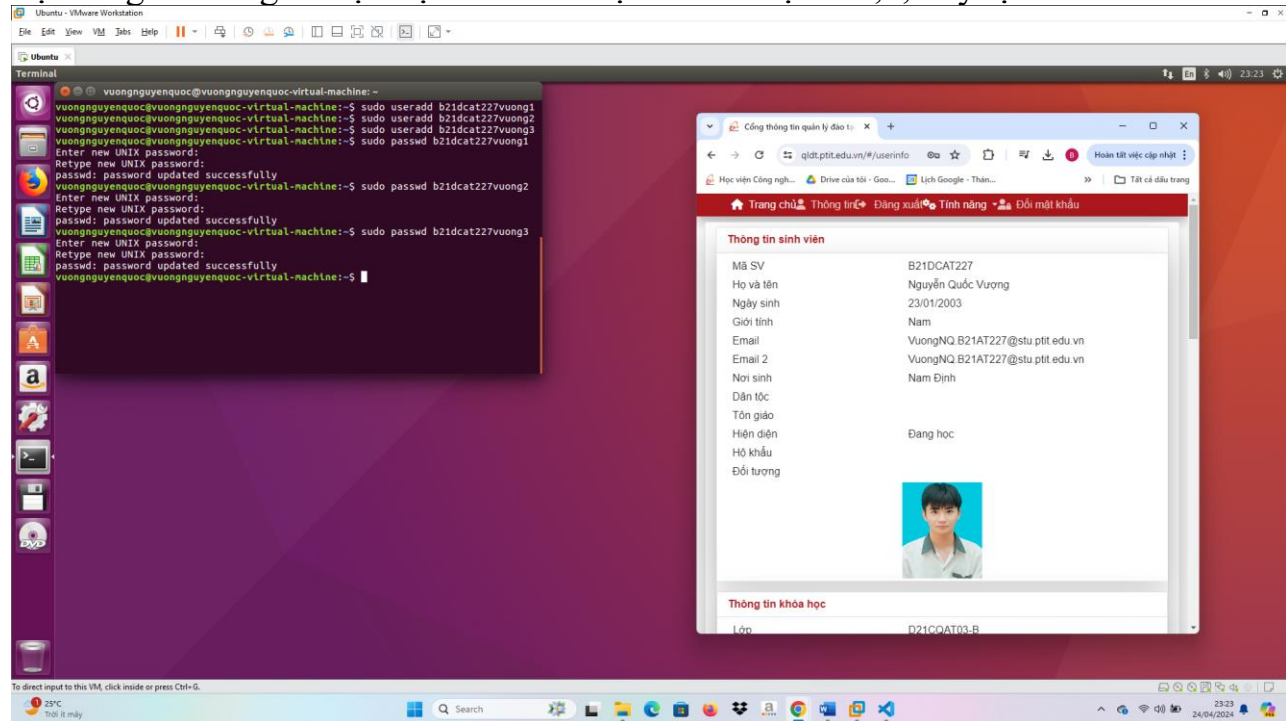 Ubuntu - VMware Workstation
File Edit View VM Tabs Help
Ubuntu
Terminal
En
23:23
vuongnguyenquoc@vuongnguyenquoc-virtual-machine: ~
vuongnguyenquoc@vuongnguyenquoc-virtual-machine:~$ sudo useradd b21dcat227vuong1
vuongnguyenquoc@vuongnguyenquoc-virtual-machine:~$ sudo useradd b21dcat227vuong2
vuongnguyenquoc@vuongnguyenquoc-virtual-machine:~$ sudo useradd b21dcat227vuong3
vuongnguyenquoc@vuongnguyenquoc-virtual-machine:~$ sudo passwd b21dcat227vuong1
Enter new UNIX password:
Retype new UNIX password:
passwd: password updated successfully
vuongnguyenquoc@vuongnguyenquoc-virtual-machine:~$ sudo passwd b21dcat227vuong2
Enter new UNIX password:
Retype new UNIX password:
passwd: password updated successfully
vuongnguyenquoc@vuongnguyenquoc-virtual-machine:~$ sudo passwd b21dcat227vuong3
Enter new UNIX password:
Retype new UNIX password:
passwd: password updated successfully
vuongnguyenquoc@vuongnguyenquoc-virtual-machine:~$
Cổng thông tin quản lý đào tạ
qldt.ptit.edu.vn/#/userinfo
B
Hoàn tất việc cập nhật
Học viện Công ngh... Drive của tôi - Goo... Lịch Google - Thán... » Tất cả dấu trang
Trang chủ Thông tin Đăng xuất Tính năng Đổi mật khẩu
Thông tin sinh viên
Mã SV B21DCAT227
Họ và tên Nguyễn Quốc Vượng
Ngày sinh 23/01/2003
Giới tính Nam
Email VuongNQ.B21AT227@stu.ptit.edu.vn
Email 2 VuongNQ.B21AT227@stu.ptit.edu.vn
Nơi sinh Nam Định
Dân tộc
Tôn giáo
Hiện diện Đang học
Hộ khẩu
Đối tượng
Thông tin khóa học
Lớp D21CQAT03-B
To direct input to this VM, click inside or press Ctrl+G.
1
25°C
Trời ít mây
Search
23:23
24/04/2024